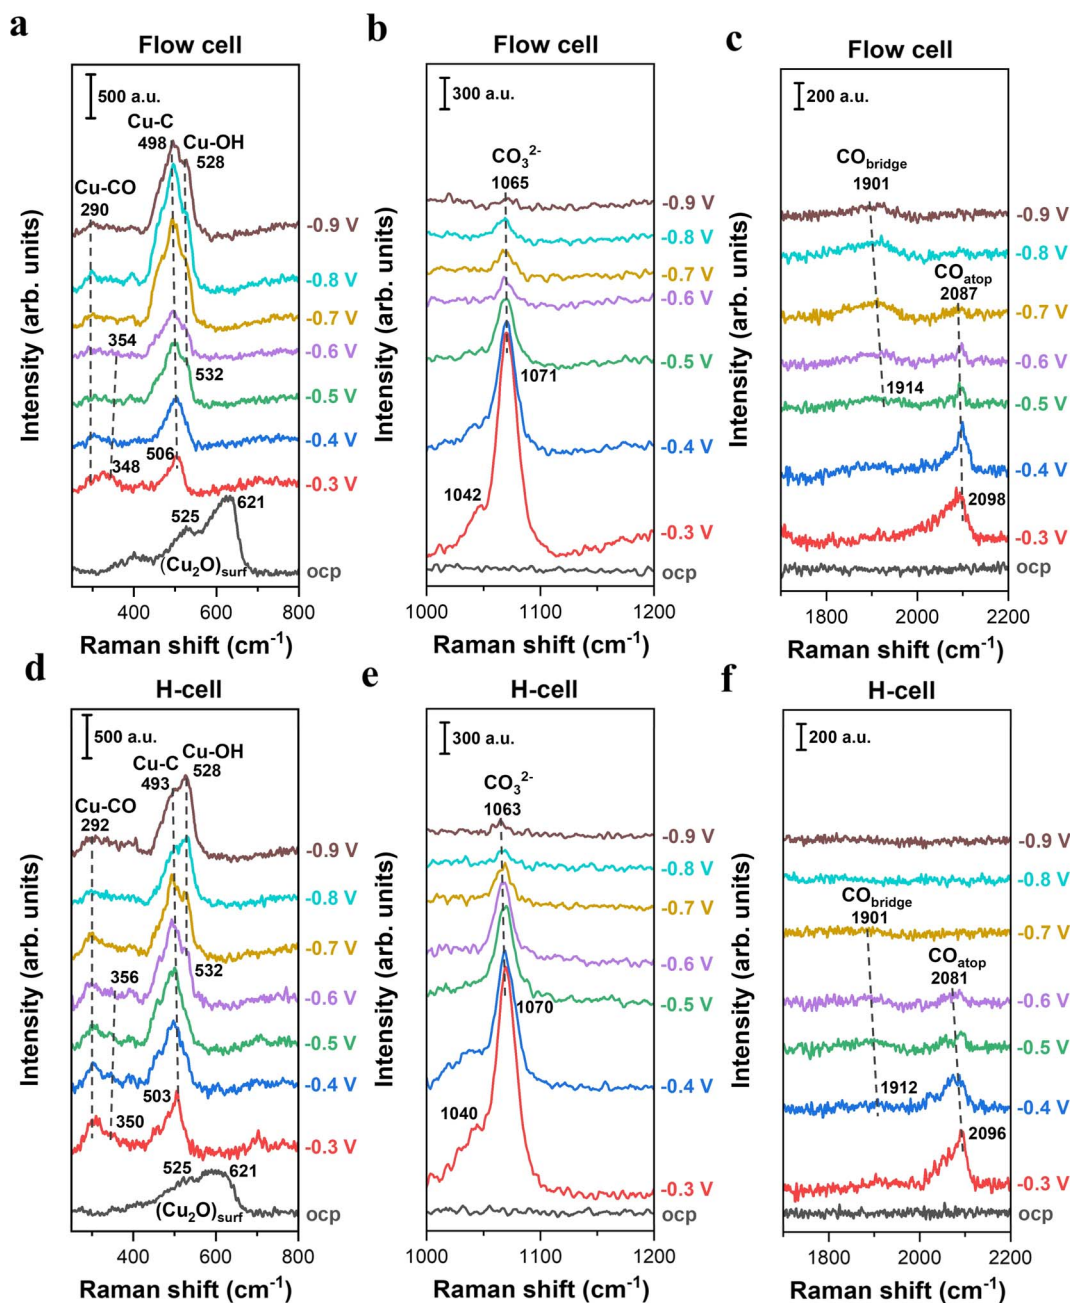 a
Flow cell
500 a.u.
Cu-C
498
Cu-OH
528
Cu-CO
290
-0.9 V
-0.8 V
-0.7 V
354
-0.6 V
532
-0.5 V
-0.4 V
506
348
-0.3 V
621
525
(Cu₂O)surf
ocp
400
600
800
Raman shift (cm⁻¹)
Intensity (arb. units)
b
Flow cell
300 a.u.
CO₃²⁻
1065
-0.9 V
-0.8 V
-0.7 V
-0.6 V
-0.5 V
1071
-0.4 V
1042
-0.3 V
ocp
1000
1100
1200
Raman shift (cm⁻¹)
Intensity (arb. units)
c
Flow cell
200 a.u.
CObridge
1901
-0.9 V
-0.8 V
COatop
2087
-0.7 V
-0.6 V
1914
-0.5 V
-0.4 V
2098
-0.3 V
ocp
1800
2000
2200
Raman shift (cm⁻¹)
Intensity (arb. units)
d
H-cell
500 a.u.
Cu-OH
Cu-C
528
493
Cu-CO
292
-0.9 V
-0.8 V
-0.7 V
532
356
-0.6 V
-0.5 V
-0.4 V
503
350
-0.3 V
525
621
(Cu₂O)surf
ocp
400
600
800
Raman shift (cm⁻¹)
Intensity (arb. units)
e
H-cell
300 a.u.
CO₃²⁻
1063
-0.9 V
-0.8 V
-0.7 V
-0.6 V
-0.5 V
1070
-0.4 V
1040
-0.3 V
ocp
1000
1100
1200
Raman shift (cm⁻¹)
Intensity (arb. units)
f
H-cell
200 a.u.
-0.9 V
-0.8 V
CObridge
1901
-0.7 V
COatop
2081
-0.6 V
-0.5 V
1912
-0.4 V
2096
-0.3 V
ocp
1800
2000
2200
Raman shift (cm⁻¹)
Intensity (arb. units)